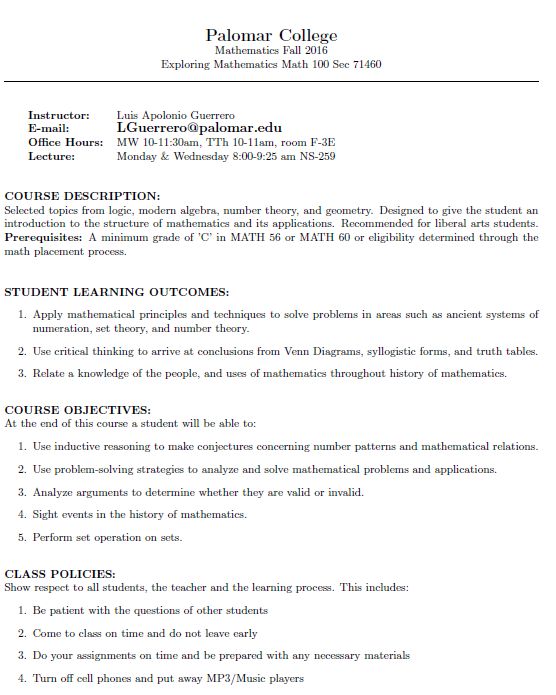 Palomar College
Mathematics Fall 2016
Exploring Mathematics Math 100 Sec 71460
Instructor: Luis Apolonio Guerrero
E-mail: LGuerrero@palomar.edu
Office Hours: MW 10-11:30am, TTh 10-11am, room F-3E
Lecture: Monday & Wednesday 8:00-9:25 am NS-259
COURSE DESCRIPTION:
Selected topics from logic, modern algebra, number theory, and geometry. Designed to give the student an
introduction to the structure of mathematics and its applications. Recommended for liberal arts students.
Prerequisites: A minimum grade of 'C' in MATH 56 or MATH 60 or eligibility determined through the
math placement process.
STUDENT LEARNING OUTCOMES:
1. Apply mathematical principles and techniques to solve problems in areas such as ancient systems of
numeration, set theory, and number theory.
2. Use critical thinking to arrive at conclusions from Venn Diagrams, syllogistic forms, and truth tables.
3. Relate a knowledge of the people, and uses of mathematics throughout history of mathematics.
COURSE OBJECTIVES:
At the end of this course a student will be able to:
1. Use inductive reasoning to make conjectures concerning number patterns and mathematical relations.
2. Use problem-solving strategies to analyze and solve mathematical problems and applications.
3. Analyze arguments to determine whether they are valid or invalid.
4. Sight events in the history of mathematics.
5. Perform set operation on sets.
CLASS POLICIES:
Show respect to all students, the teacher and the learning process. This includes:
1. Be patient with the questions of other students
2. Come to class on time and do not leave early
3. Do your assignments on time and be prepared with any necessary materials
4. Turn off cell phones and put away MP3/Music players